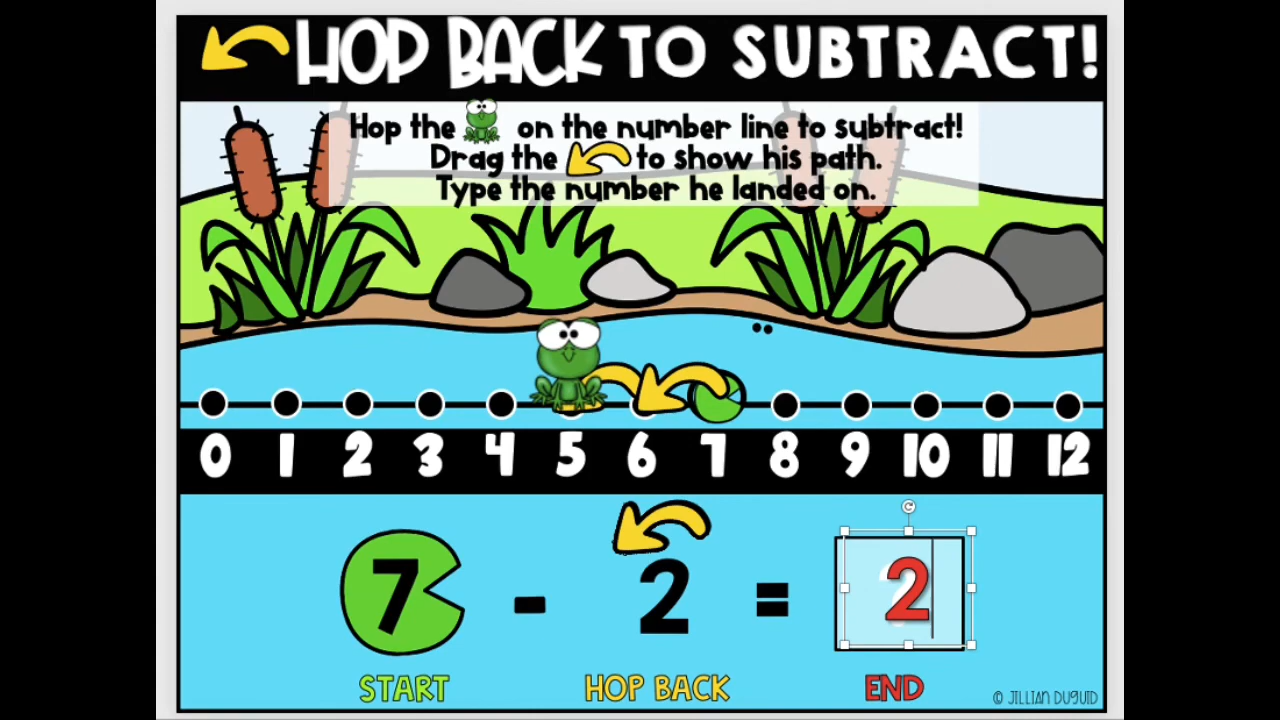 HOP BACK TO SUBTRACT!
Hop the on the number line to subtract!
Drag the to show his path.
Type the number he landed on.
0 1 2 3 4 5 6 7 8 9 10 11 12
7 - 2 = 2
START HOP BACK END
© JILLIAN DUGUID